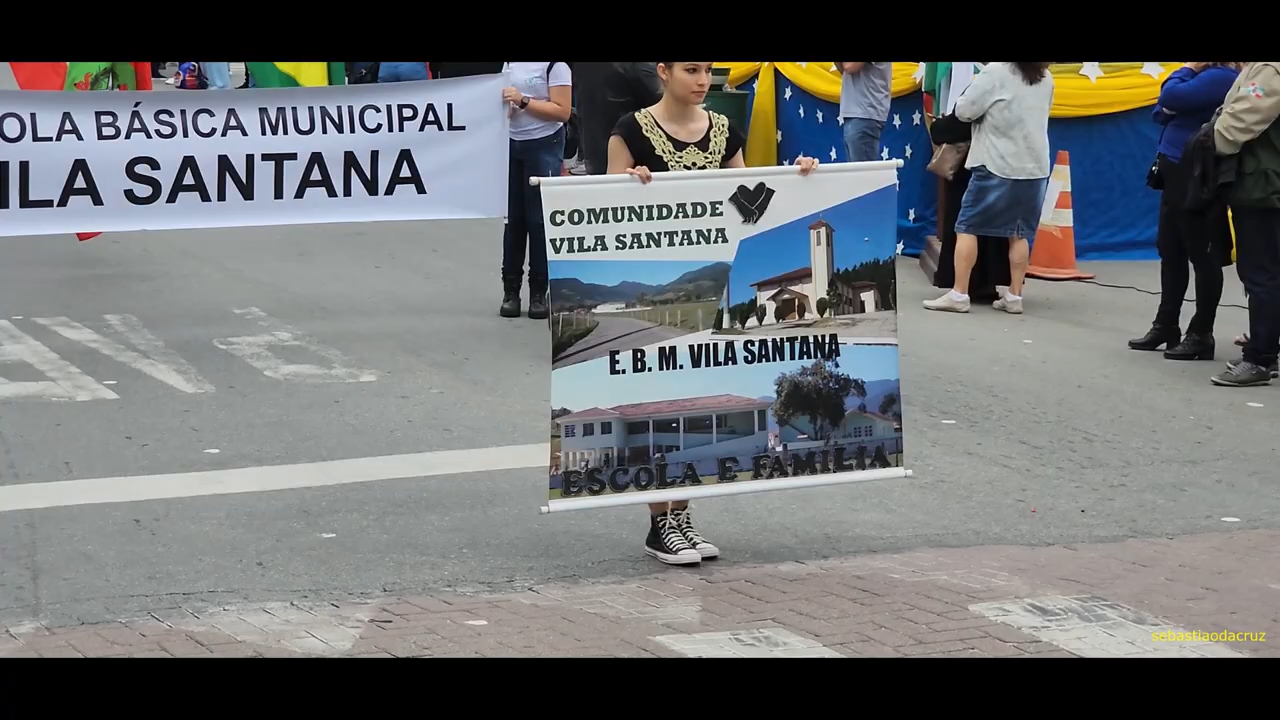 OLA BÁSICA MUNICIPAL
ILA SANTANA
COMUNIDADE
VILA SANTANA
E. B. M. VILA SANTANA
ESCOLA E FAMÍLIA
sebastiaodacruz